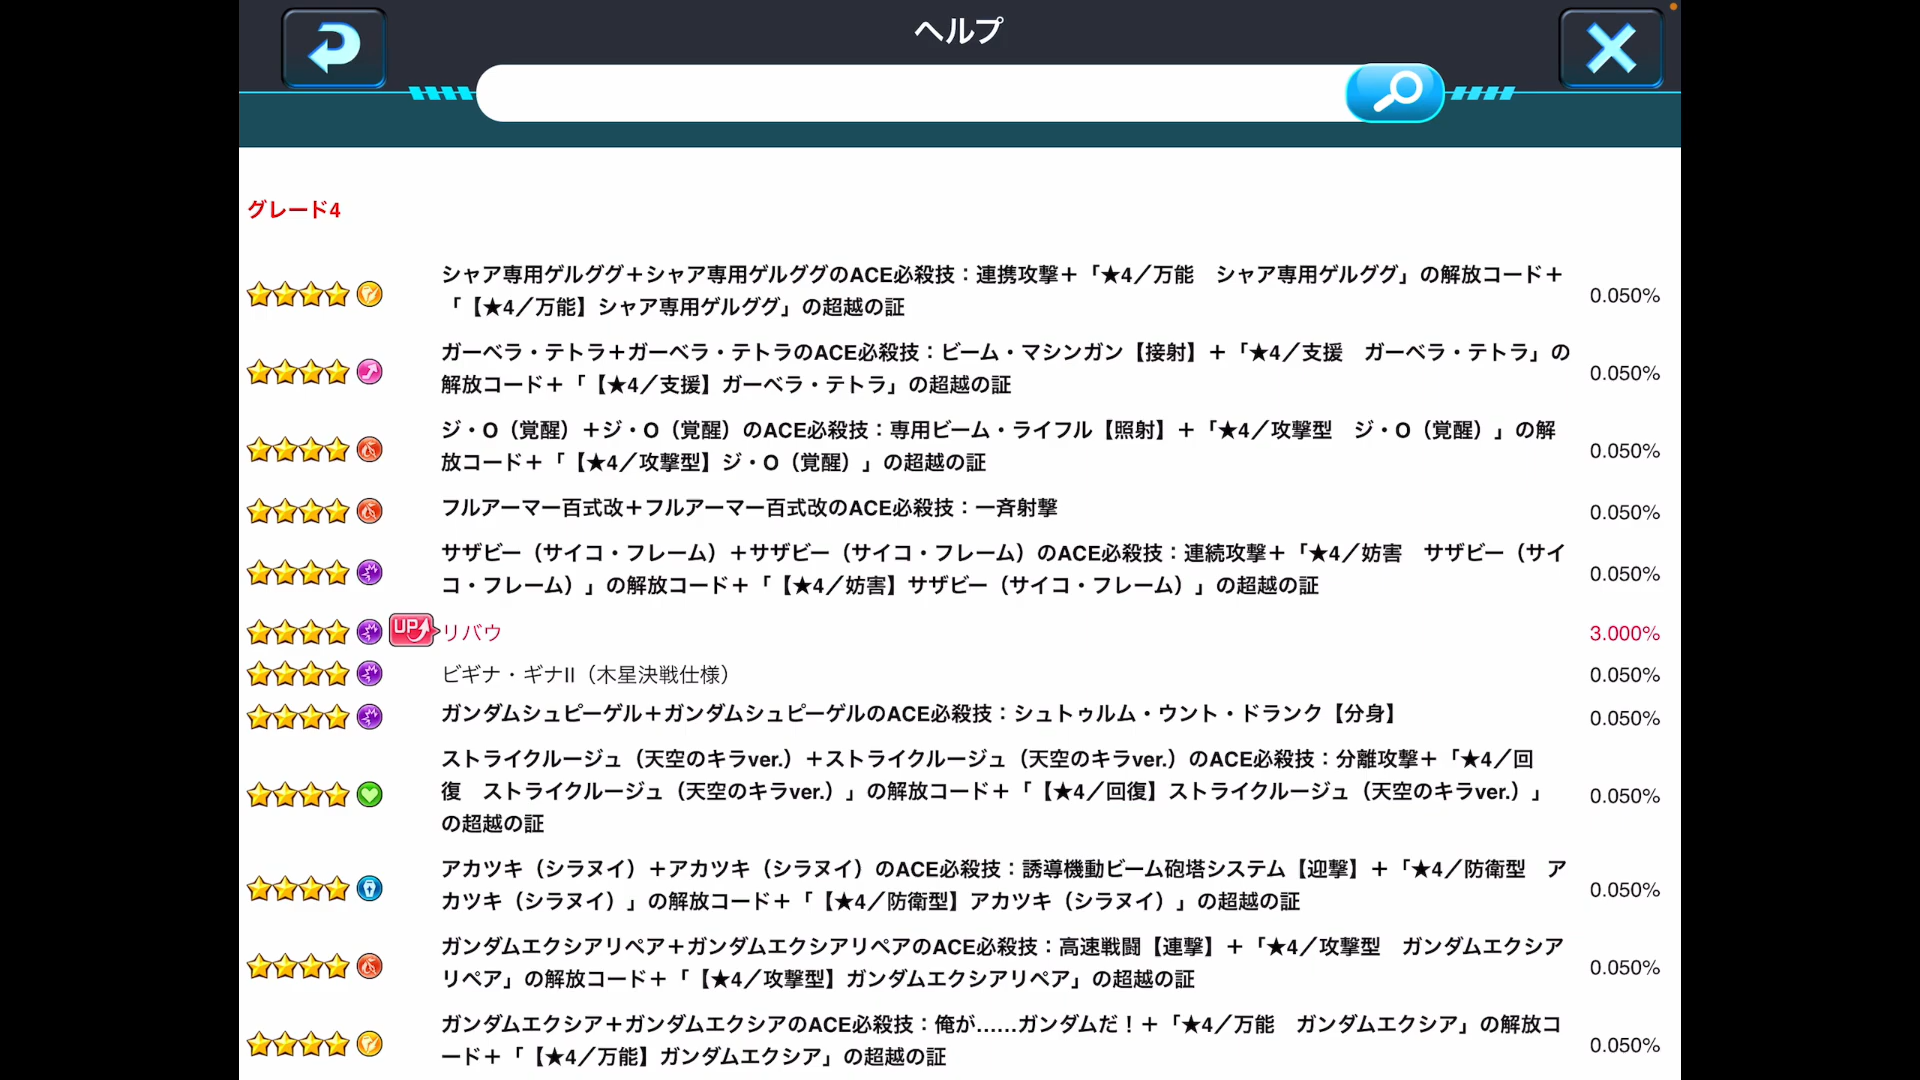 ヘルプ
グレード4
シャア専用ゲルググ＋シャア専用ゲルググのACE必殺技：連携攻撃＋「★4／万能　シャア専用ゲルググ」の解放コード＋
「【★4／万能】シャア専用ゲルググ」の超越の証
0.050%
ガーベラ・テトラ＋ガーベラ・テトラのACE必殺技：ビーム・マシンガン【接射】＋「★4／支援　ガーベラ・テトラ」の
解放コード＋「【★4／支援】ガーベラ・テトラ」の超越の証
0.050%
ジ・O（覚醒）＋ジ・O（覚醒）のACE必殺技：専用ビーム・ライフル【照射】＋「★4／攻撃型　ジ・O（覚醒）」の解
放コード＋「【★4／攻撃型】ジ・O（覚醒）」の超越の証
0.050%
フルアーマー百式改＋フルアーマー百式改のACE必殺技：一斉射撃
0.050%
サザビー（サイコ・フレーム）＋サザビー（サイコ・フレーム）のACE必殺技：連続攻撃＋「★4／妨害　サザビー（サイ
コ・フレーム）」の解放コード＋「【★4／妨害】サザビー（サイコ・フレーム）」の超越の証
0.050%
UP リバウ
3.000%
ビギナ・ギナII（木星決戦仕様）
0.050%
ガンダムシュピーゲル＋ガンダムシュピーゲルのACE必殺技：シュトゥルム・ウント・ドランク【分身】
0.050%
ストライクルージュ（天空のキラver.）＋ストライクルージュ（天空のキラver.）のACE必殺技：分離攻撃＋「★4／回
復　ストライクルージュ（天空のキラver.）」の解放コード＋「【★4／回復】ストライクルージュ（天空のキラver.）」
の超越の証
0.050%
アカツキ（シラヌイ）＋アカツキ（シラヌイ）のACE必殺技：誘導機動ビーム砲塔システム【迎撃】＋「★4／防衛型　ア
カツキ（シラヌイ）」の解放コード＋「【★4／防衛型】アカツキ（シラヌイ）」の超越の証
0.050%
ガンダムエクシアリペア＋ガンダムエクシアリペアのACE必殺技：高速戦闘【連撃】＋「★4／攻撃型　ガンダムエクシア
リペア」の解放コード＋「【★4／攻撃型】ガンダムエクシアリペア」の超越の証
0.050%
ガンダムエクシア＋ガンダムエクシアのACE必殺技：俺が……ガンダムだ！＋「★4／万能　ガンダムエクシア」の解放コ
ード＋「【★4／万能】ガンダムエクシア」の超越の証
0.050%